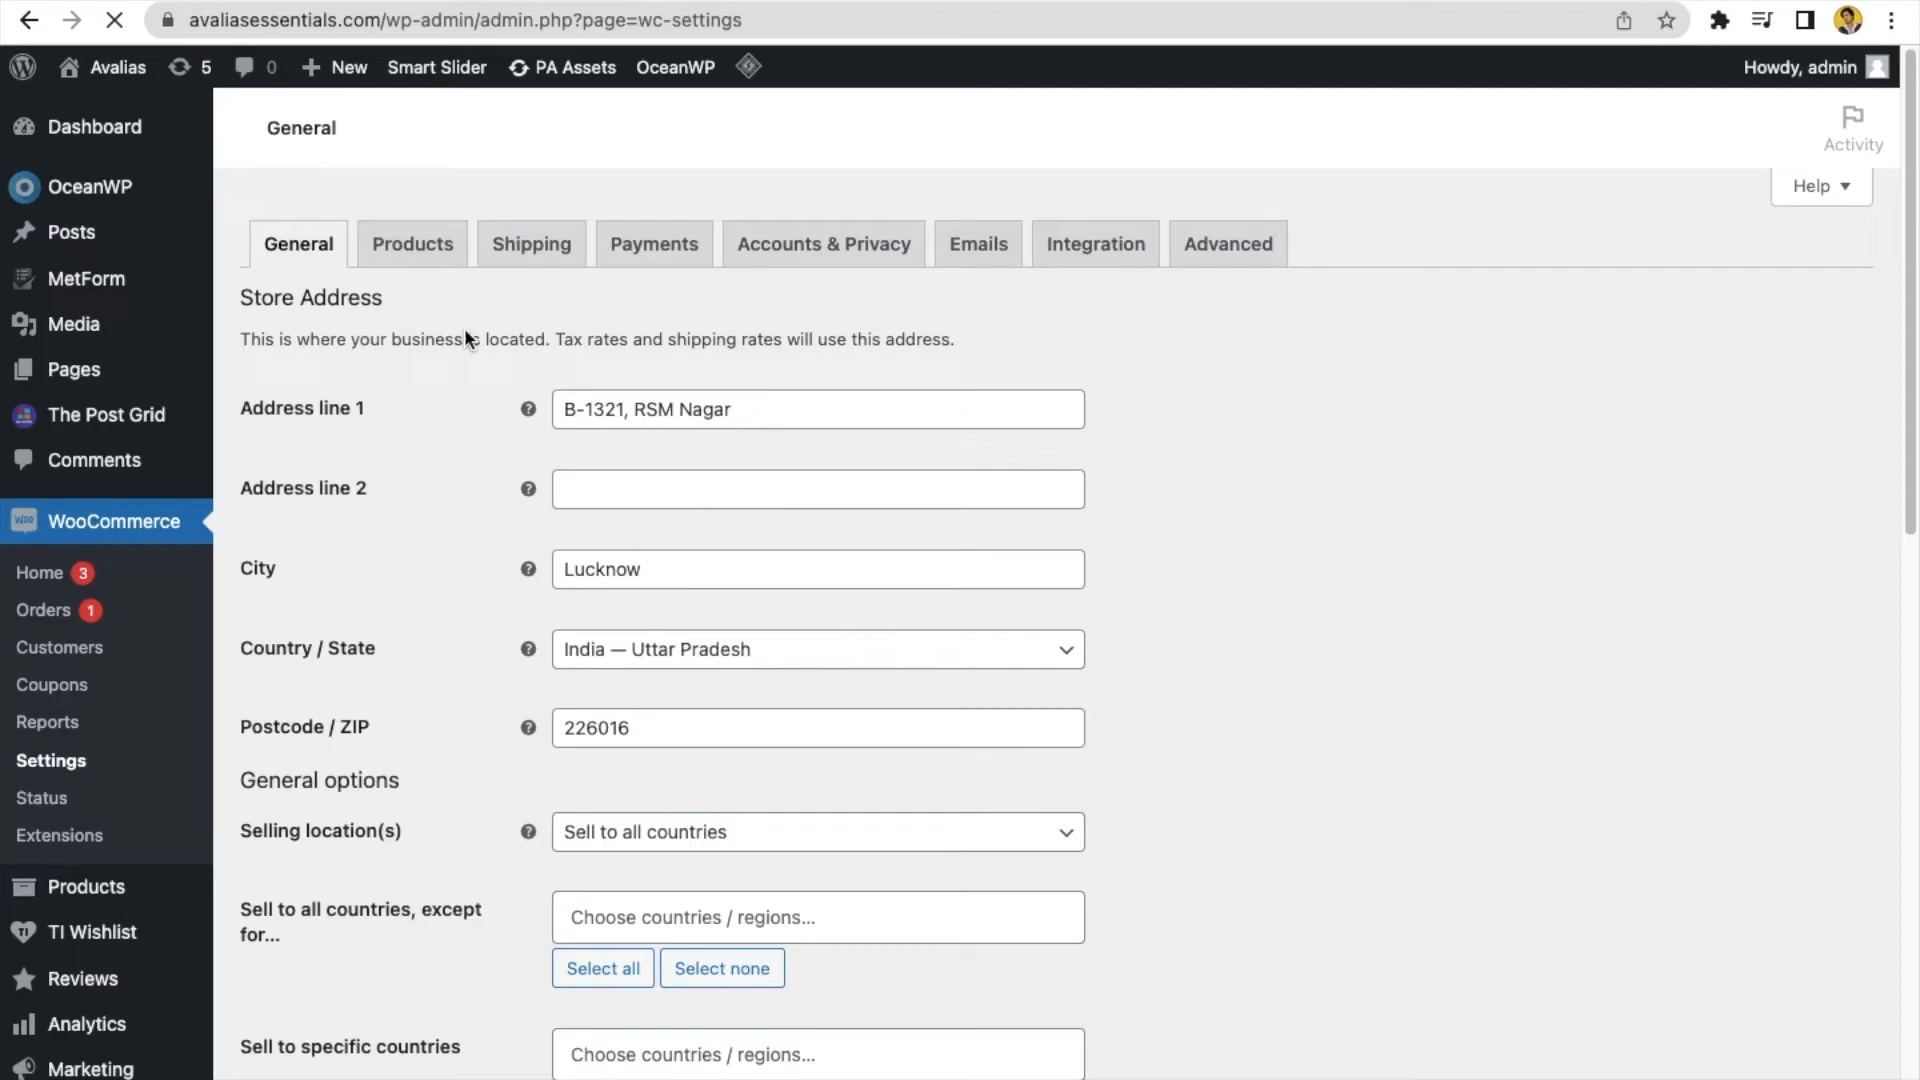 avaliasessentials.com/wp-admin/admin.php?page=wc-settings
Avalias 5 0 New Smart Slider PA Assets OceanWP Howdy, admin
Dashboard
OceanWP
Posts
MetForm
Media
Pages
The Post Grid
Comments
WooCommerce
Home 3
Orders 1
Customers
Coupons
Reports
Settings
Status
Extensions
Products
TI Wishlist
Reviews
Analytics
Marketing
General
Activity
Help
General Products Shipping Payments Accounts & Privacy Emails Integration Advanced
Store Address
This is where your business located. Tax rates and shipping rates will use this address.
Address line 1 B-1321, RSM Nagar
Address line 2
City Lucknow
Country / State India — Uttar Pradesh
Postcode / ZIP 226016
General options
Selling location(s) Sell to all countries
Sell to all countries, except
for... Choose countries / regions...
Select all Select none
Sell to specific countries Choose countries / regions...